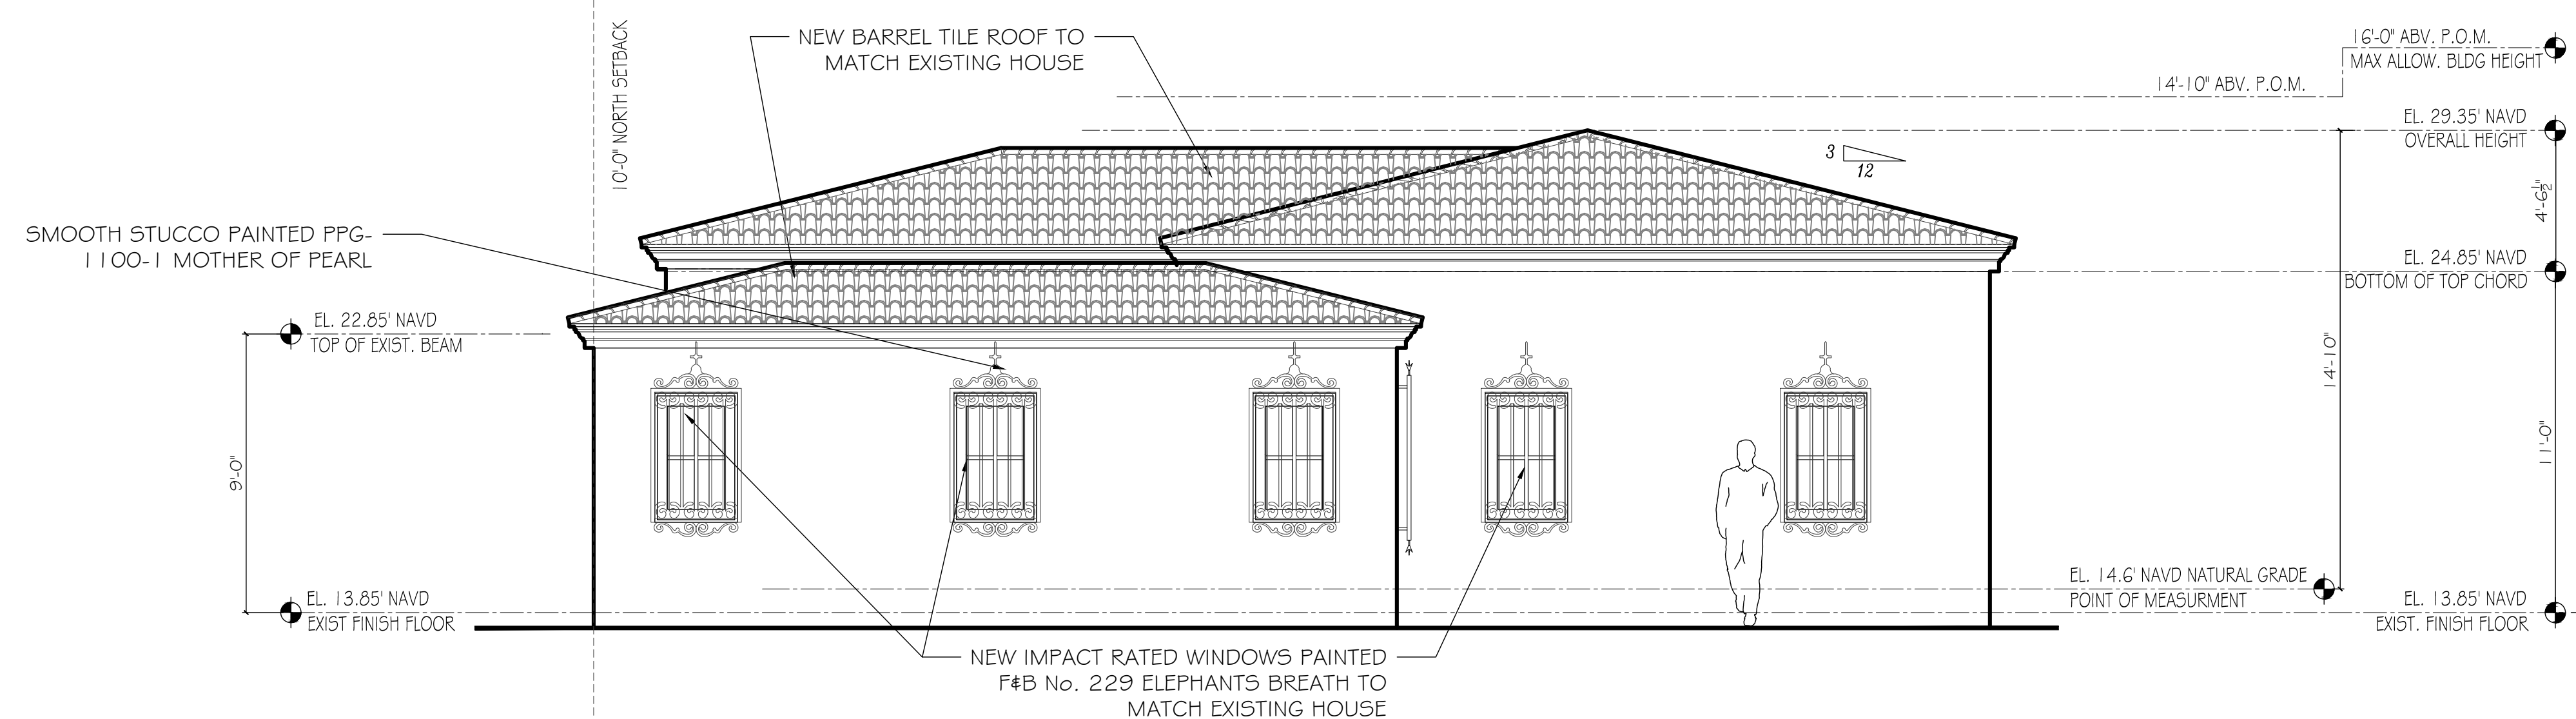 NEW BARREL TILE ROOF TO
MATCH EXISTING HOUSE
10'-0" NORTH SETBACK
16'-0" ABV. P.O.M.
MAX ALLOW. BLDG HEIGHT
14'-10" ABV. P.O.M.
EL. 29.35' NAVD
OVERALL HEIGHT
3
12
4'-6 1/2"
SMOOTH STUCCO PAINTED PPG-
1100-1 MOTHER OF PEARL
EL. 24.85' NAVD
BOTTOM OF TOP CHORD
EL. 22.85' NAVD
TOP OF EXIST. BEAM
14'-10"
11'-0"
9'-0"
EL. 14.6' NAVD NATURAL GRADE
POINT OF MEASURMENT
EL. 13.85' NAVD
EXIST FINISH FLOOR
EL. 13.85' NAVD
EXIST. FINISH FLOOR
NEW IMPACT RATED WINDOWS PAINTED
F&B No. 229 ELEPHANTS BREATH TO
MATCH EXISTING HOUSE